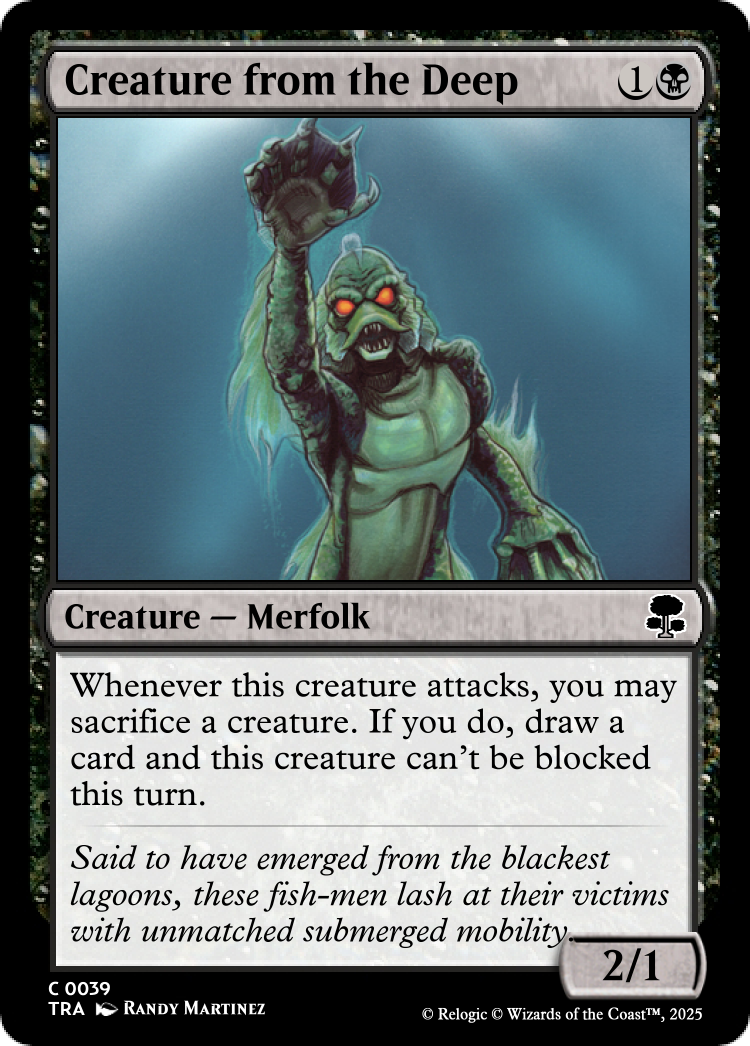 Creature from the Deep 1
Creature — Merfolk
Whenever this creature attacks, you may
sacrifice a creature. If you do, draw a
card and this creature can't be blocked
this turn.
Said to have emerged from the blackest
lagoons, these fish-men lash at their victims
with unmatched submerged mobility.
2/1
C 0039
TRA Randy Martinez
© Relogic © Wizards of the Coast™, 2025